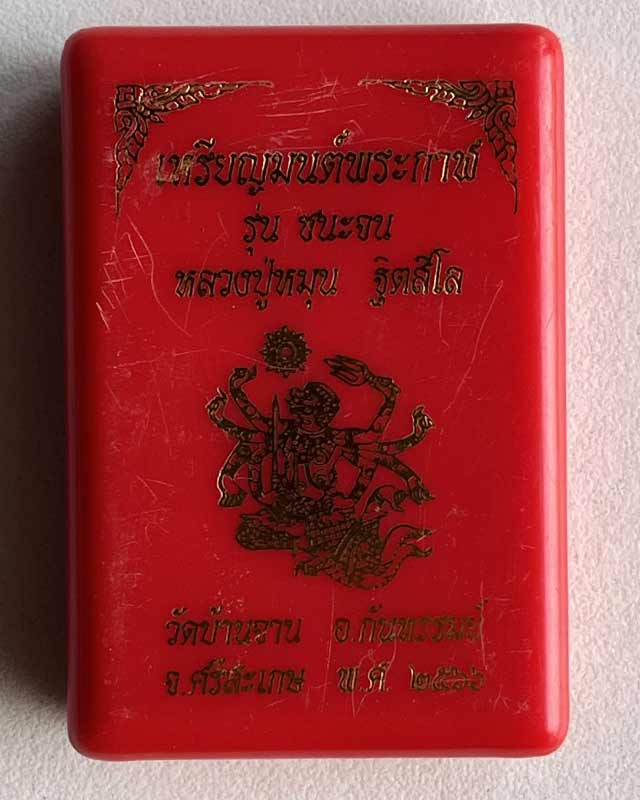 เหรียญมนต์พระกาฬ
รุ่น ชนะจน
หลวงปู่หมุน ฐิตสีโล
วัดบ้านจาน อ.กันทรารมย์
จ.ศรีสะเกษ พ.ศ. ๒๕๖๖